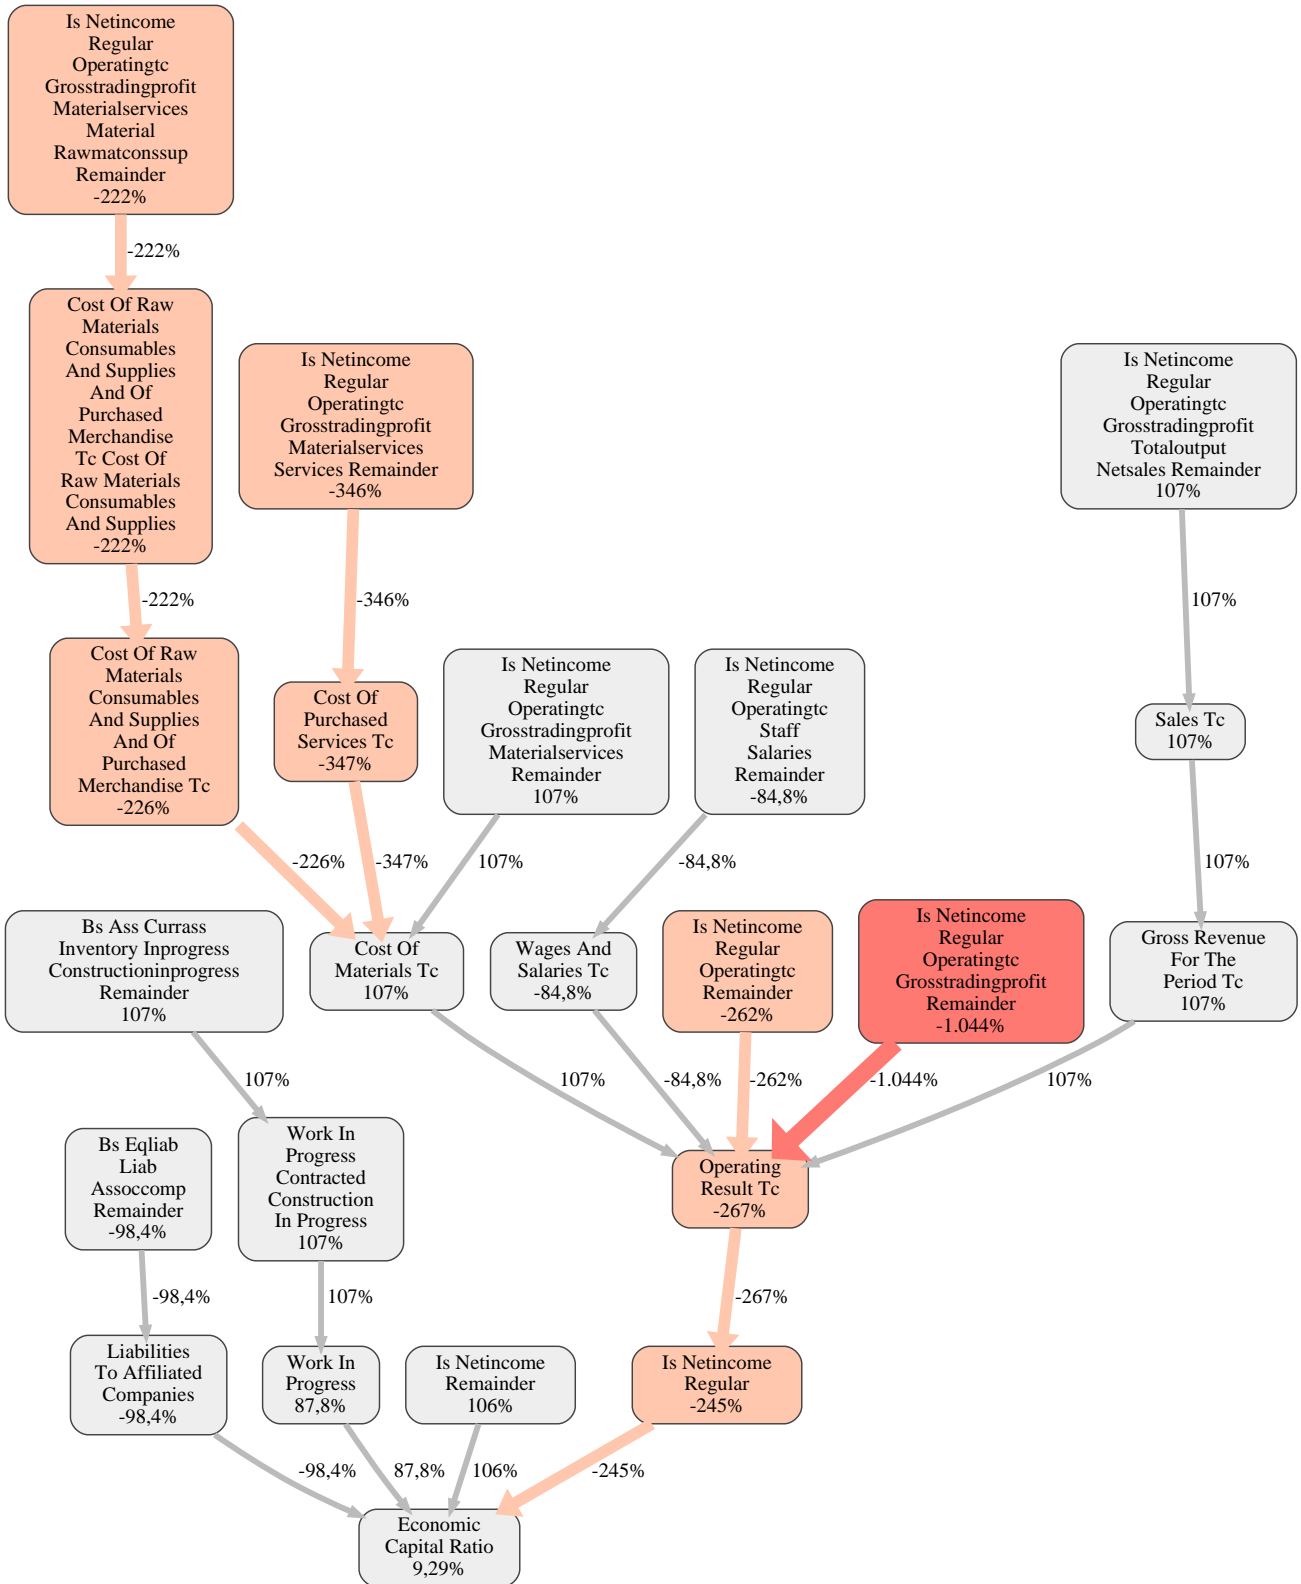 Is Netincome
Regular
Operatingtc
Grosstradingprofit
Materialservices
Material
Rawmatconssup
Remainder
-222%
-222%
Cost Of Raw
Materials
Consumables
And Supplies
And Of
Purchased
Merchandise
Tc Cost Of
Raw Materials
Consumables
And Supplies
-222%
Is Netincome
Regular
Operatingtc
Grosstradingprofit
Materialservices
Services Remainder
-346%
Is Netincome
Regular
Operatingtc
Grosstradingprofit
Totaloutput
Netsales Remainder
107%
-222%
-346%
107%
Cost Of Raw
Materials
Consumables
And Supplies
And Of
Purchased
Merchandise Tc
-226%
Cost Of
Purchased
Services Tc
-347%
Is Netincome
Regular
Operatingtc
Grosstradingprofit
Materialservices
Remainder
107%
Is Netincome
Regular
Operatingtc
Staff
Salaries
Remainder
-84,8%
Sales Tc
107%
-226%
-347%
107%
-84,8%
107%
Bs Ass Currass
Inventory Inprogress
Constructioninprogress
Remainder
107%
Cost Of
Materials Tc
107%
Wages And
Salaries Tc
-84,8%
Is Netincome
Regular
Operatingtc
Remainder
-262%
Is Netincome
Regular
Operatingtc
Grosstradingprofit
Remainder
-1.044%
Gross Revenue
For The
Period Tc
107%
107%
107%
-84,8%
-262%
-1.044%
107%
Bs Eqliab
Liab
Assoccomp
Remainder
-98,4%
Work In
Progress
Contracted
Construction
In Progress
107%
Operating
Result Tc
-267%
-98,4%
107%
-267%
Liabilities
To Affiliated
Companies
-98,4%
Work In
Progress
87,8%
Is Netincome
Remainder
106%
Is Netincome
Regular
-245%
-98,4%
87,8%
106%
-245%
Economic
Capital Ratio
9,29%